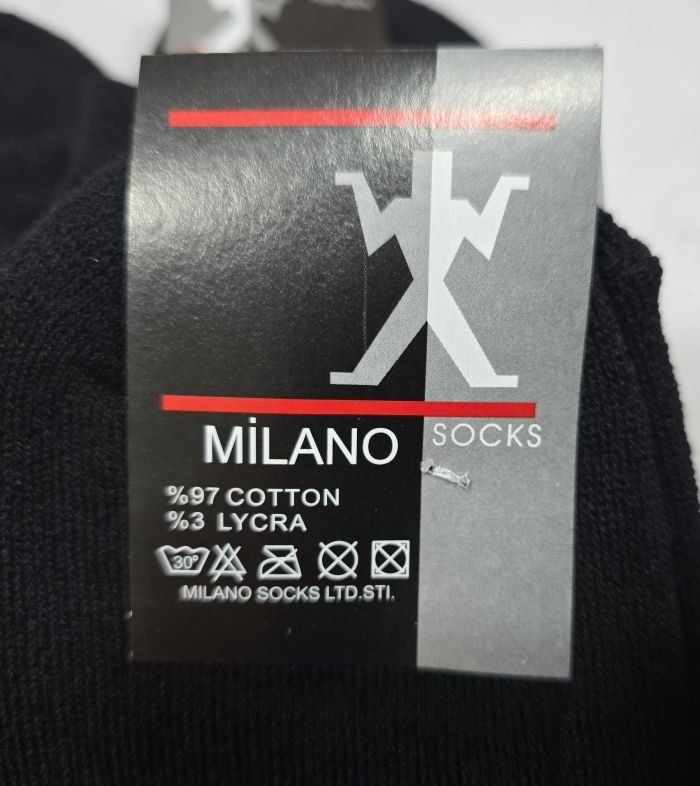 MİLANO SOCKS
%97 COTTON
%3 LYCRA
30°
MILANO SOCKS LTD.STI.